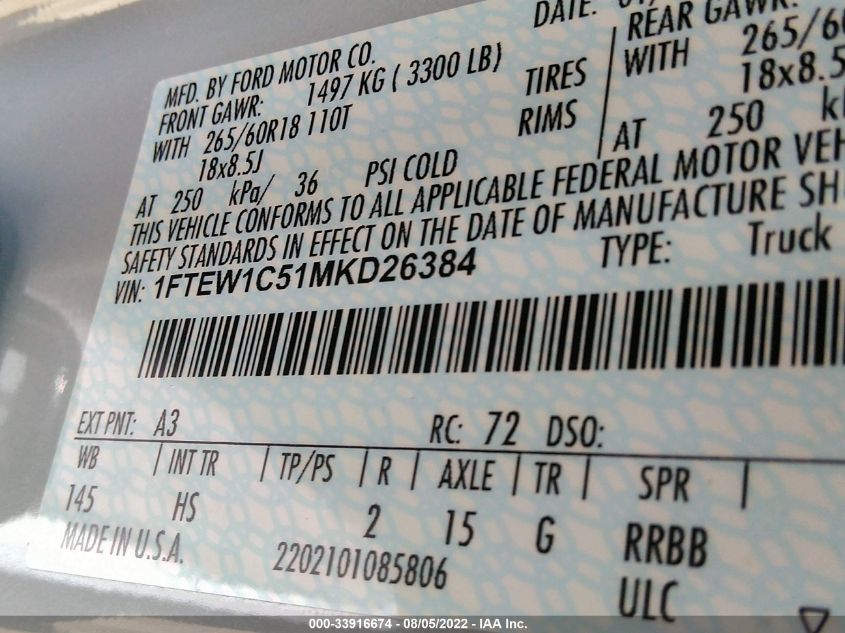 DATE:
MFD. BY FORD MOTOR CO.
FRONT GAWR: 1497 KG ( 3300 LB)
REAR GAWR:
WITH 265/60R18 110T TIRES
WITH 265/60
18x8.5J RIMS
18x8.5
AT 250 kPa/ 36 PSI COLD
AT 250
THIS VEHICLE CONFORMS TO ALL APPLICABLE FEDERAL MOTOR VEH
SAFETY STANDARDS IN EFFECT ON THE DATE OF MANUFACTURE SH
VIN: 1FTEW1C51MKD26384 TYPE: Truck
EXT PNT: A3 RC: 72 DSO:
WB | INT TR | TP/PS | R | AXLE | TR | SPR |
145 HS 2 15 G RRBB
MADE IN U.S.A. 2202101085806 ULC
000-33916674 - 08/05/2022 - IAA Inc.